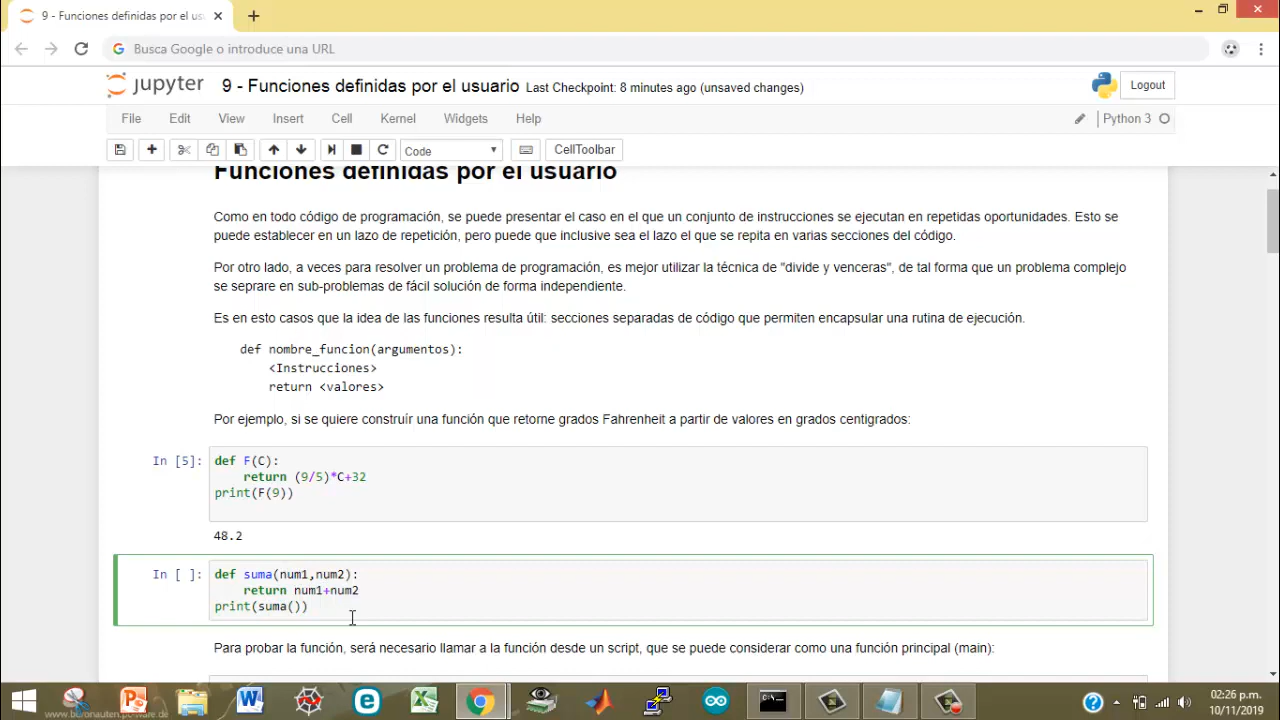 9 - Funciones definidas por el us
Busca Google o introduce una URL
jupyter 9 - Funciones definidas por el usuario Last Checkpoint: 8 minutes ago (unsaved changes)
Logout
File Edit View Insert Cell Kernel Widgets Help
Python 3
Code
CellToolbar
Funciones definidas por el usuario
Como en todo código de programación, se puede presentar el caso en el que un conjunto de instrucciones se ejecutan en repetidas oportunidades. Esto se
puede establecer en un lazo de repetición, pero puede que inclusive sea el lazo el que se repita en varias secciones del código.
Por otro lado, a veces para resolver un problema de programación, es mejor utilizar la técnica de "divide y venceras", de tal forma que un problema complejo
se seprare en sub-problemas de fácil solución de forma independiente.
Es en esto casos que la idea de las funciones resulta útil: secciones separadas de código que permiten encapsular una rutina de ejecución.
def nombre_funcion(argumentos):
<Instrucciones>
return <valores>
Por ejemplo, si se quiere construír una función que retorne grados Fahrenheit a partir de valores en grados centigrados:
In [5]: def F(C):
return (9/5)*C+32
print(F(9))
48.2
In [ ]: def suma(num1,num2):
return num1+num2
print(suma())
Para probar la función, será necesario llamar a la función desde un script, que se puede considerar como una función principal (main):
02:26 p.m.
10/11/2019